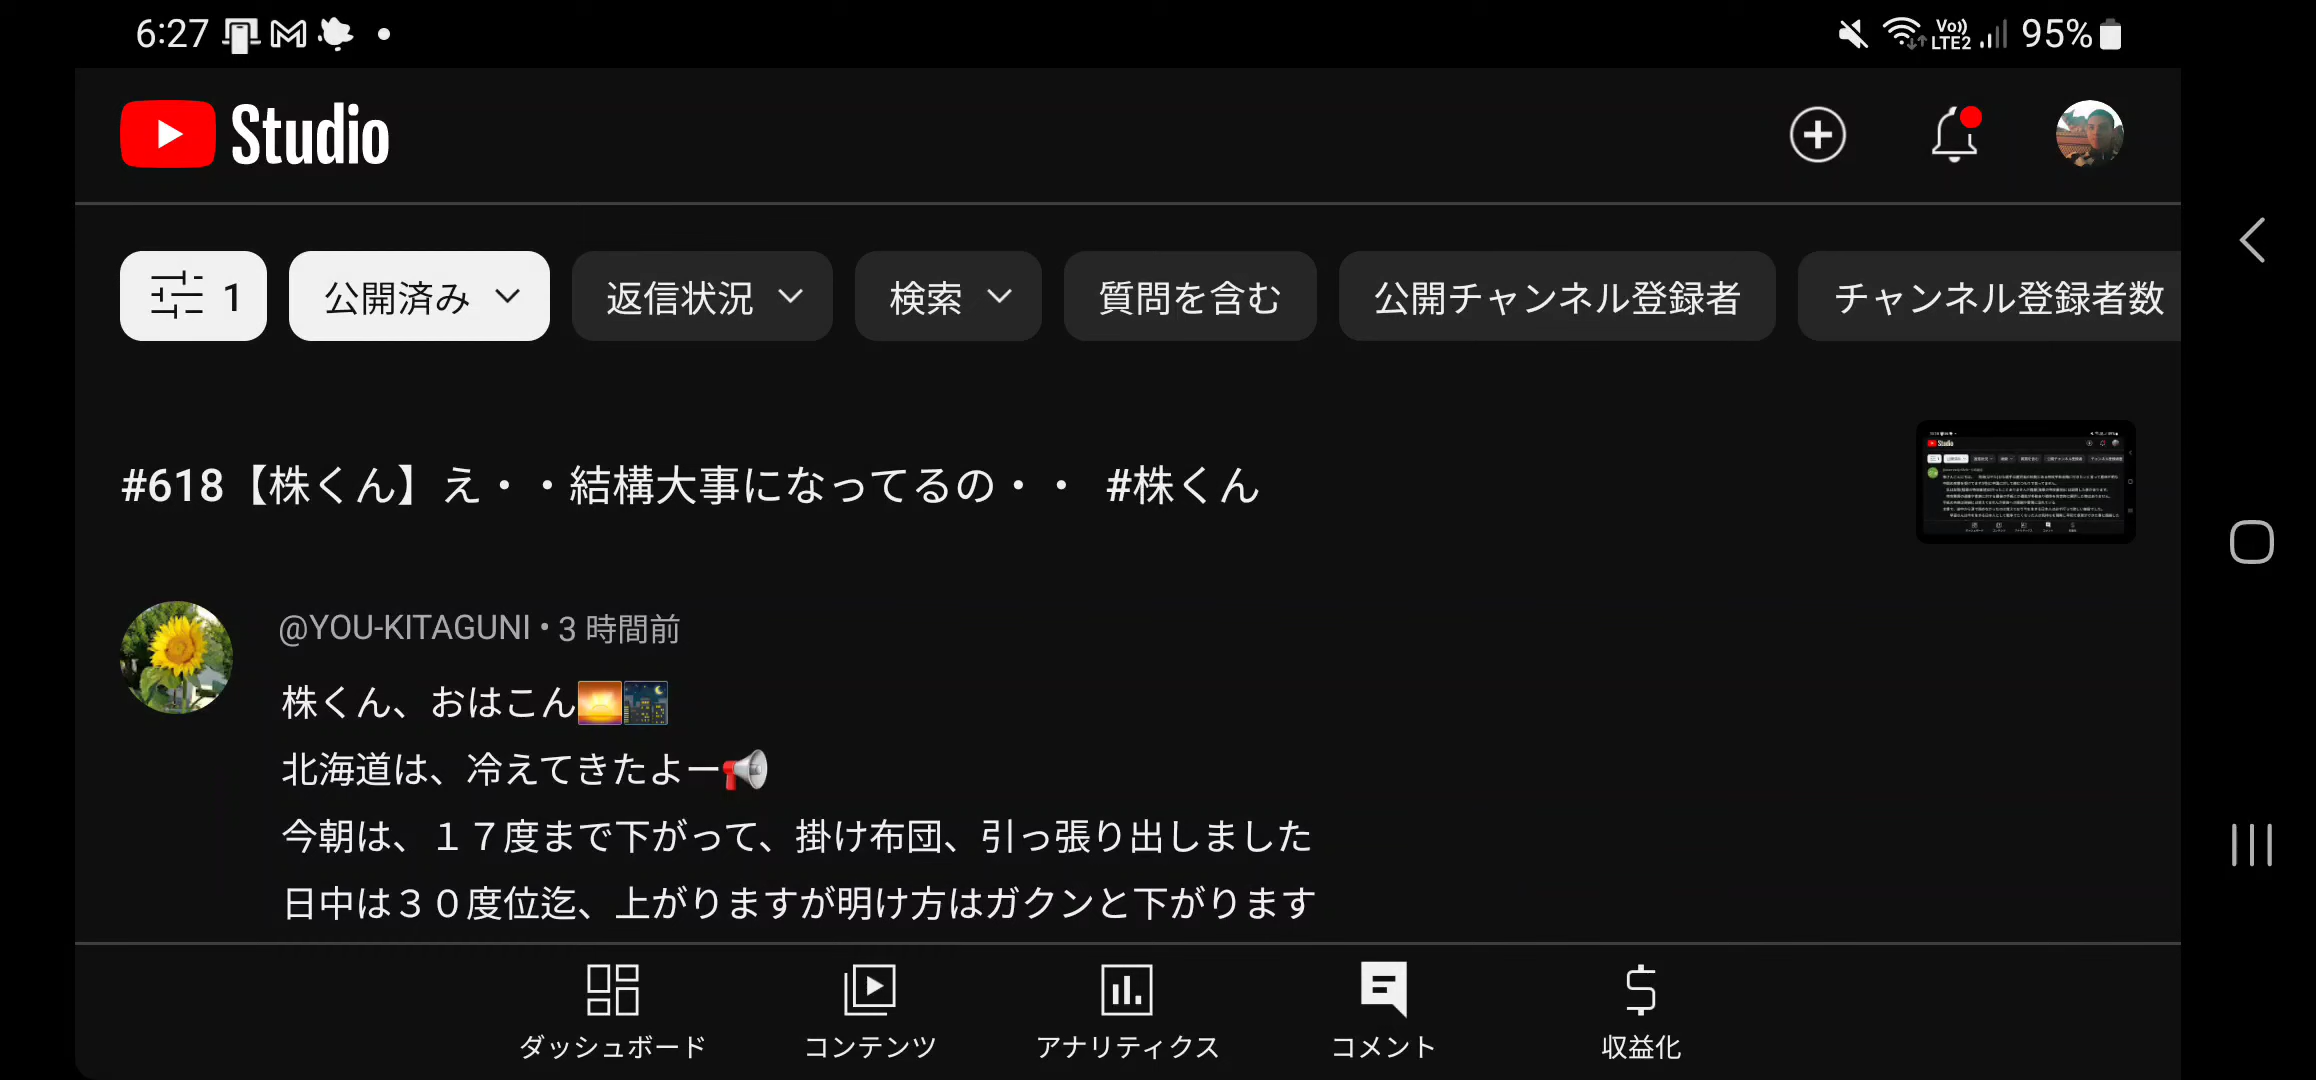 6:27
Vo))
LTE2
95%
Studio
1
公開済み
返信状況
検索
質問を含む
公開チャンネル登録者
チャンネル登録者数
#618【株くん】え・・結構大事になってるの・・ #株くん
@YOU-KITAGUNI • 3 時間前
株くん、おはこん🌅🌃
北海道は、冷えてきたよー📢
今朝は、１７度まで下がって、掛け布団、引っ張り出しました
日中は３０度位迄、上がりますが明け方はガクンと下がります
ダッシュボード
コンテンツ
アナリティクス
コメント
収益化